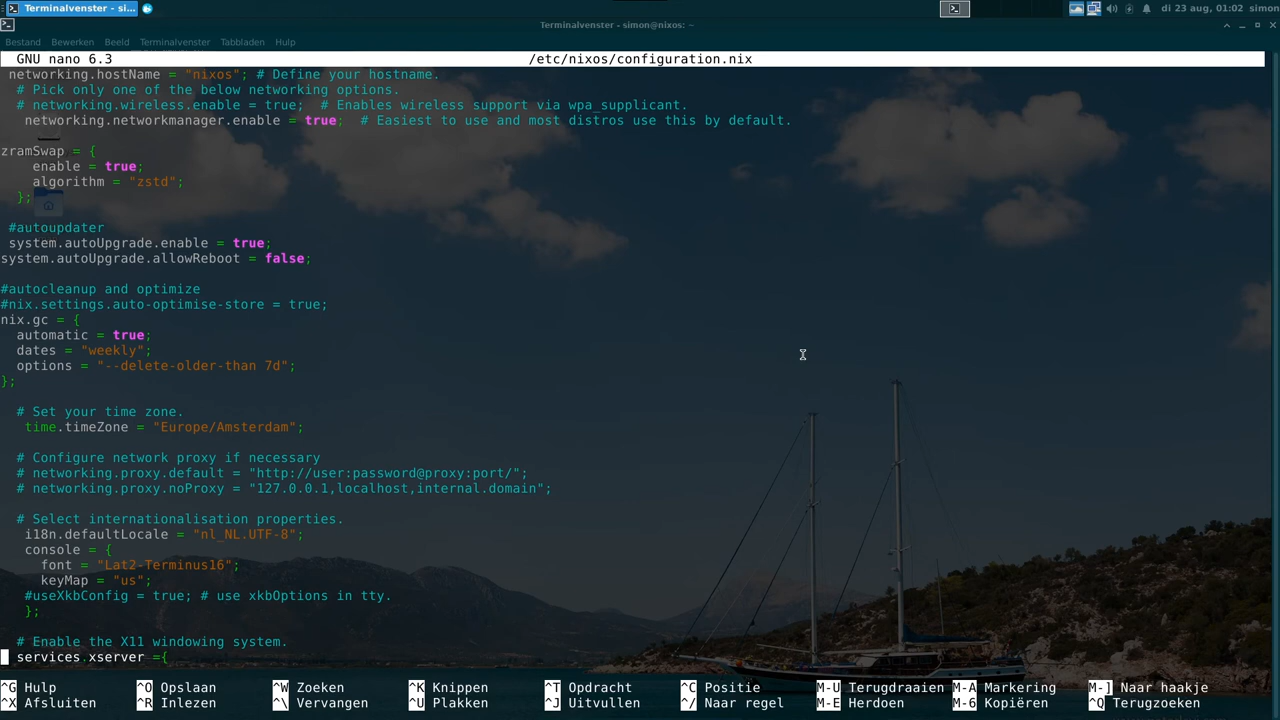 Terminalvenster - si...
di 23 aug, 01:02 simon
Terminalvenster - simon@nixos: ~
Bestand Bewerken Beeld Terminalvenster Tabbladen Hulp
GNU nano 6.3 /etc/nixos/configuration.nix
networking.hostName = "nixos"; # Define your hostname.
# Pick only one of the below networking options.
# networking.wireless.enable = true; # Enables wireless support via wpa_supplicant.
networking.networkmanager.enable = true; # Easiest to use and most distros use this by default.
zramSwap = {
enable = true;
algorithm = "zstd";
};
#autoupdater
system.autoUpgrade.enable = true;
system.autoUpgrade.allowReboot = false;
#autocleanup and optimize
#nix.settings.auto-optimise-store = true;
nix.gc = {
automatic = true;
dates = "weekly";
options = "--delete-older-than 7d";
};
# Set your time zone.
time.timeZone = "Europe/Amsterdam";
# Configure network proxy if necessary
# networking.proxy.default = "http://user:password@proxy:port/";
# networking.proxy.noProxy = "127.0.0.1,localhost,internal.domain";
# Select internationalisation properties.
i18n.defaultLocale = "nl_NL.UTF-8";
console = {
font = "Lat2-Terminus16";
keyMap = "us";
#useXkbConfig = true; # use xkbOptions in tty.
};
# Enable the X11 windowing system.
services.xserver ={
^G Hulp ^O Opslaan ^W Zoeken ^K Knippen ^T Opdracht ^C Positie M-U Terugdraaien M-A Markering M-] Naar haakje
^X Afsluiten ^R Inlezen ^\ Vervangen ^U Plakken ^J Uitvullen ^/ Naar regel M-E Herdoen M-6 Kopiëren ^Q Terugzoeken